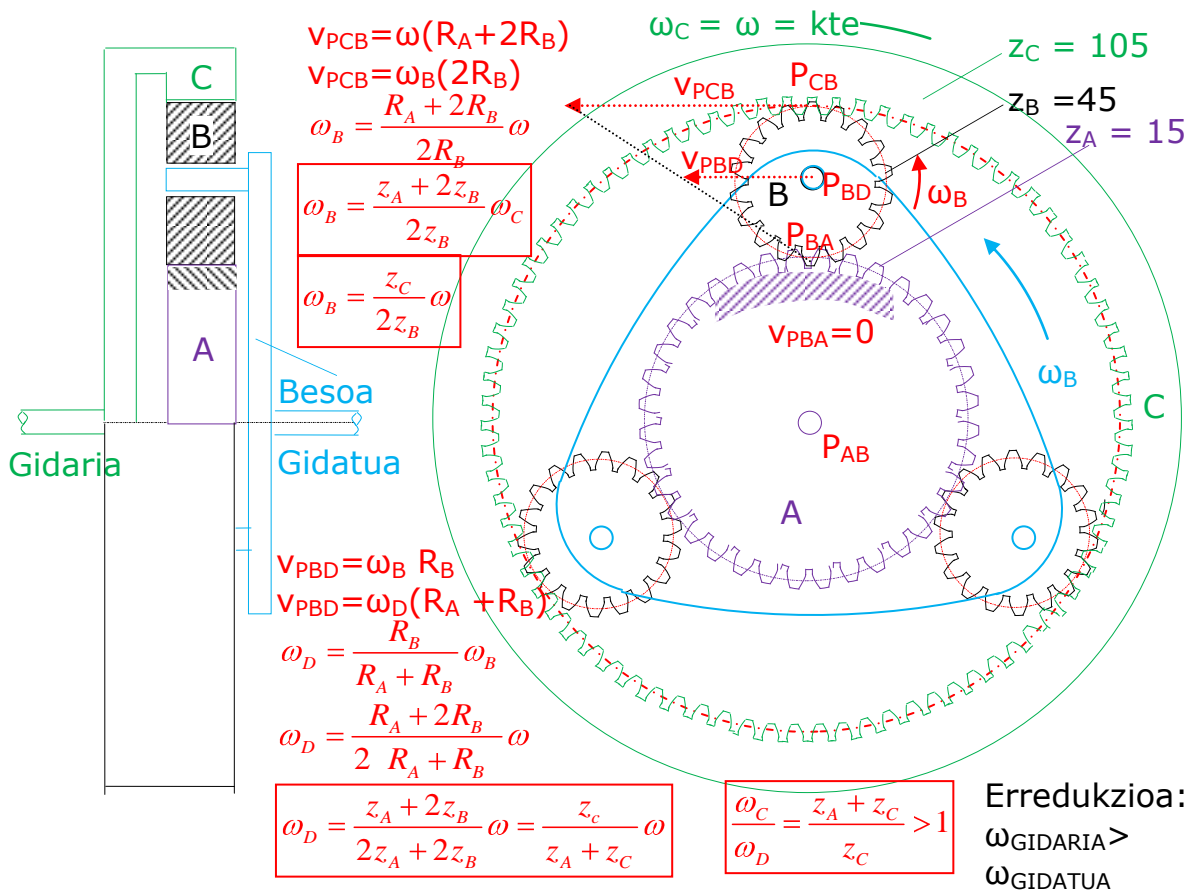 v_PCB=ω(R_A+2R_B)
v_PCB=ω_B(2R_B)
ω_B = (R_A + 2R_B)/(2R_B) ω
ω_B = (z_A + 2z_B)/(2z_B) ω_C
ω_B = z_C/(2z_B) ω
C
B
A
Besoa
Gidaria
Gidatua
v_PBD=ω_B R_B
v_PBD=ω_D(R_A +R_B)
ω_D = R_B/(R_A + R_B) ω_B
ω_D = (R_A + 2R_B)/(2 R_A + R_B) ω
ω_D = (z_A + 2z_B)/(2z_A + 2z_B) ω = z_c/(z_A + z_C) ω
ω_C = ω = kte
z_C = 105
z_B =45
z_A = 15
v_PCB
P_CB
v_PBD
B
P_BD
ω_B
P_BA
v_PBA=0
ω_B
C
P_AB
A
ω_C/ω_D = (z_A + z_C)/z_C > 1
Erredukzioa:
ω_GIDARIA>
ω_GIDATUA